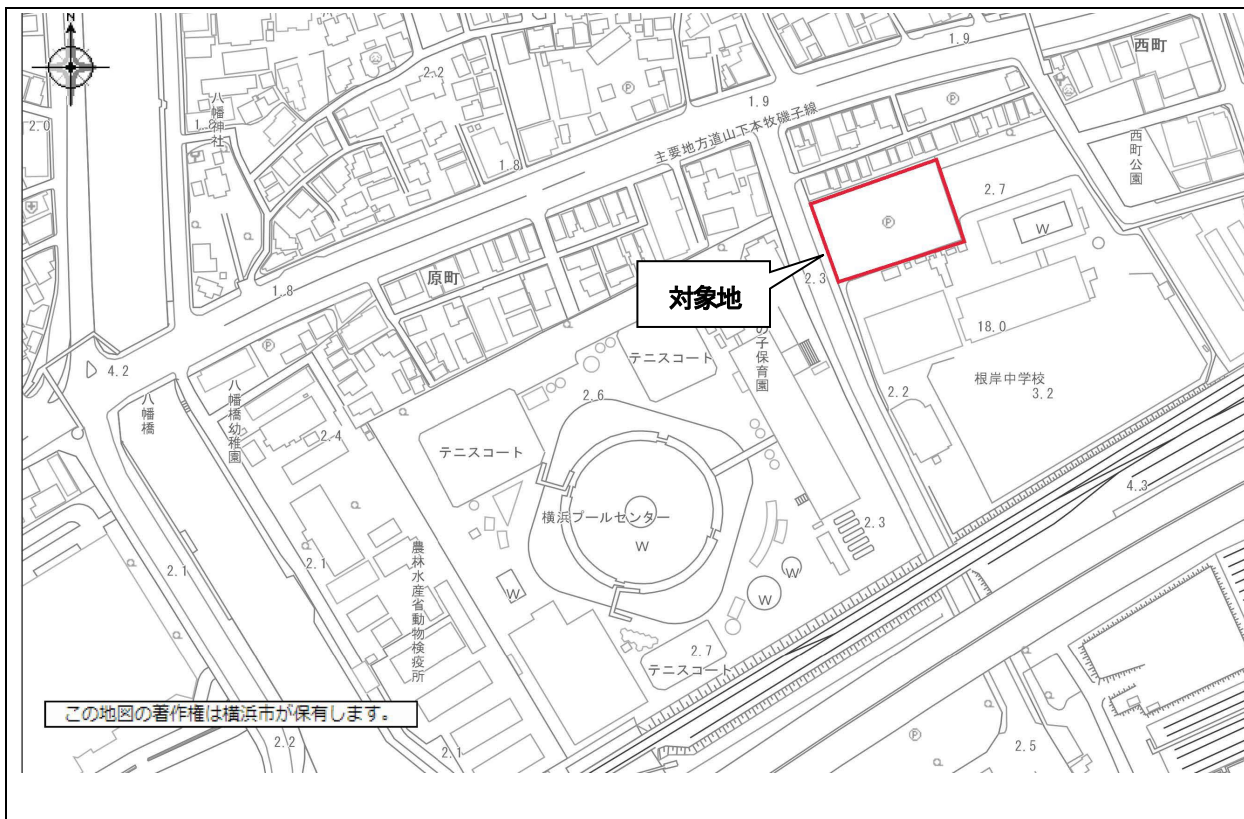 N
1.9
西町
2.2
Ⓟ
Ⓟ
八幡神社
1.8
2.0
1.9
主要地方道山下本牧磯子線
西町公園
1.8
2.7
Ⓟ
W
原町
対象地
2.3
1.8
18.0
の子保育園
テニスコート
Ⓟ
4.2
根岸中学校
3.2
2.2
2.6
八幡橋
八幡橋幼稚園
2.4
テニスコート
4.3
横浜プールセンター
W
2.3
2.1
2.1
農林水産省動物検疫所
W
W
W
2.7
テニスコート
この地図の著作権は横浜市が保有します。
2.2
2.1
Ⓟ
2.5